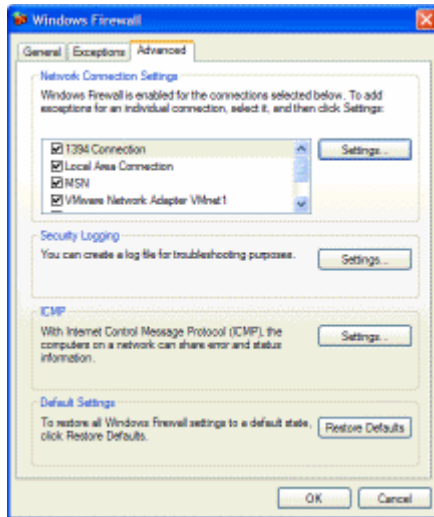 Windows Firewall
General Exceptions Advanced
Network Connection Settings
Windows Firewall is enabled for the connections selected below. To add
exceptions for an individual connection, select it, and then click Settings:
1394 Connection
Local Area Connection
MSN
VMware Network Adapter VMnet1
Settings...
Security Logging
You can create a log file for troubleshooting purposes.
Settings...
ICMP
With Internet Control Message Protocol (ICMP), the
computers on a network can share error and status
information.
Settings...
Default Settings
To restore all Windows Firewall settings to a default state,
click Restore Defaults.
Restore Defaults
OK Cancel